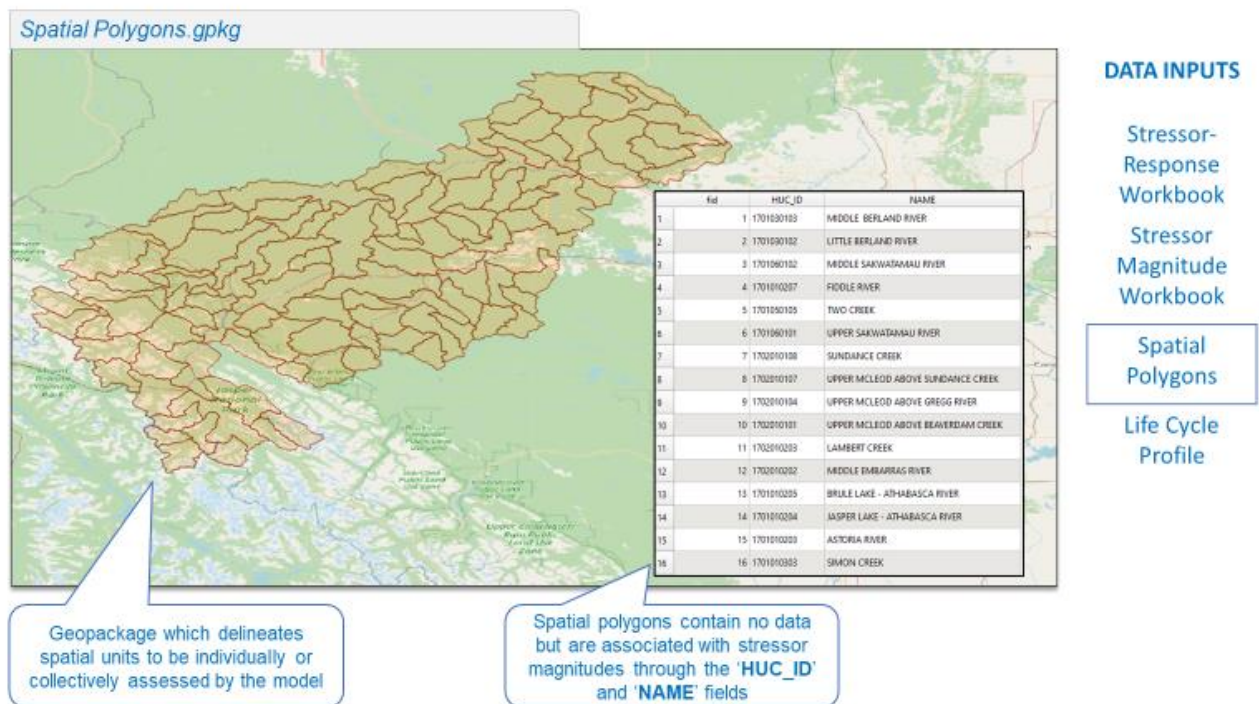 Spatial Polygons.gpkg
DATA INPUTS
Stressor-
Response
Workbook
Stressor
Magnitude
Workbook
Spatial
Polygons
Life Cycle
Profile
fid HUC_ID NAME
1 1 1701030103 MIDDLE BERLAND RIVER
2 2 1701030102 LITTLE BERLAND RIVER
3 3 1701060102 MIDDLE SAKWATAMAU RIVER
4 4 1701010207 FIDDLE RIVER
5 5 1701050105 TWO CREEK
6 6 1701060101 UPPER SAKWATAMAU RIVER
7 7 1702010108 SUNDANCE CREEK
8 8 1702010107 UPPER MCLEOD ABOVE SUNDANCE CREEK
9 9 1702010104 UPPER MCLEOD ABOVE GREGG RIVER
10 10 1702010101 UPPER MCLEOD ABOVE BEAVERDAM CREEK
11 11 1702010203 LAMBERT CREEK
12 12 1702010202 MIDDLE EMBARRAS RIVER
13 13 1701010205 BRULE LAKE - ATHABASCA RIVER
14 14 1701010204 JASPER LAKE - ATHABASCA RIVER
15 15 1701010203 ASTORIA RIVER
16 16 1701010303 SIMON CREEK
Jasper
National
Park
Geopackage which delineates
spatial units to be individually or
collectively assessed by the model
Spatial polygons contain no data
but are associated with stressor
magnitudes through the 'HUC_ID'
and 'NAME' fields